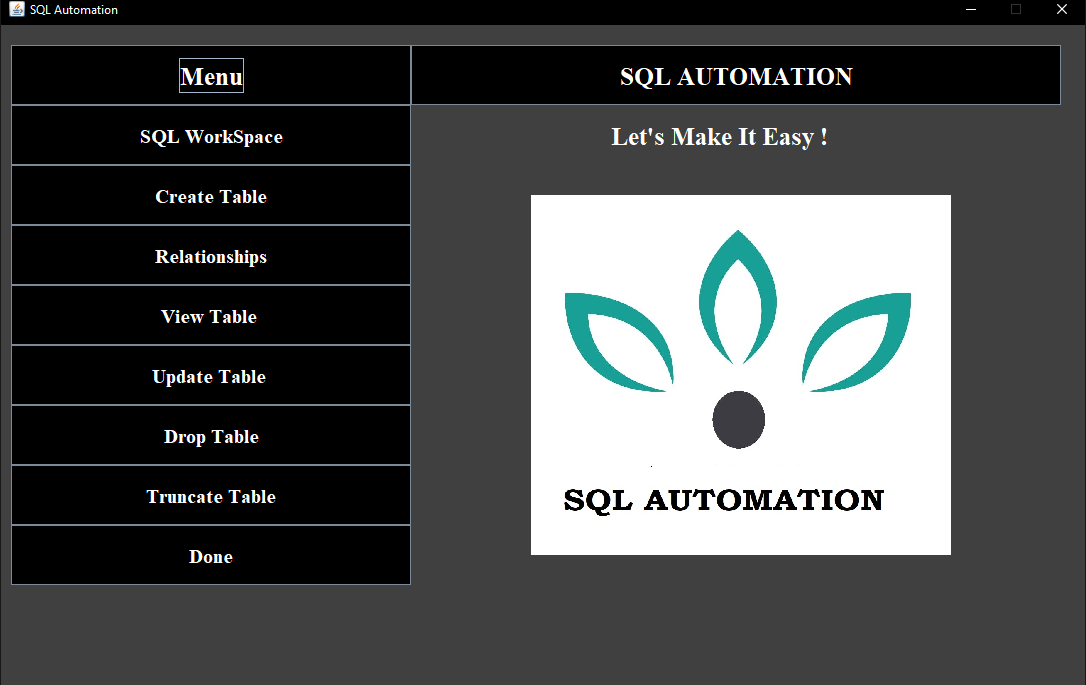 SQL Automation
Menu
SQL AUTOMATION
SQL WorkSpace
Create Table
Relationships
View Table
Update Table
Drop Table
Truncate Table
Done
Let's Make It Easy !
SQL AUTOMATION